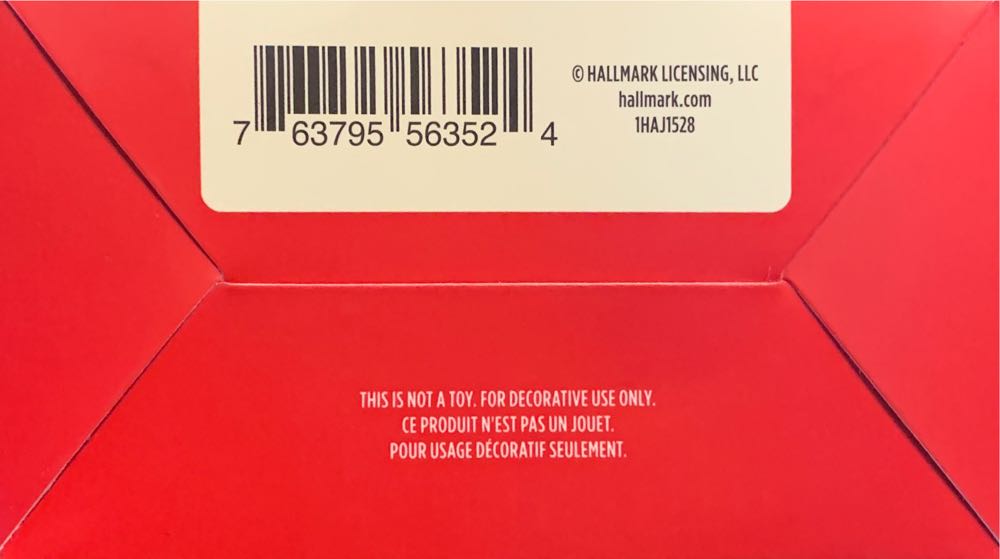 7 63795 56352 4
© HALLMARK LICENSING, LLC
hallmark.com
1HAJ1528
THIS IS NOT A TOY. FOR DECORATIVE USE ONLY.
CE PRODUIT N'EST PAS UN JOUET.
POUR USAGE DÉCORATIF SEULEMENT.